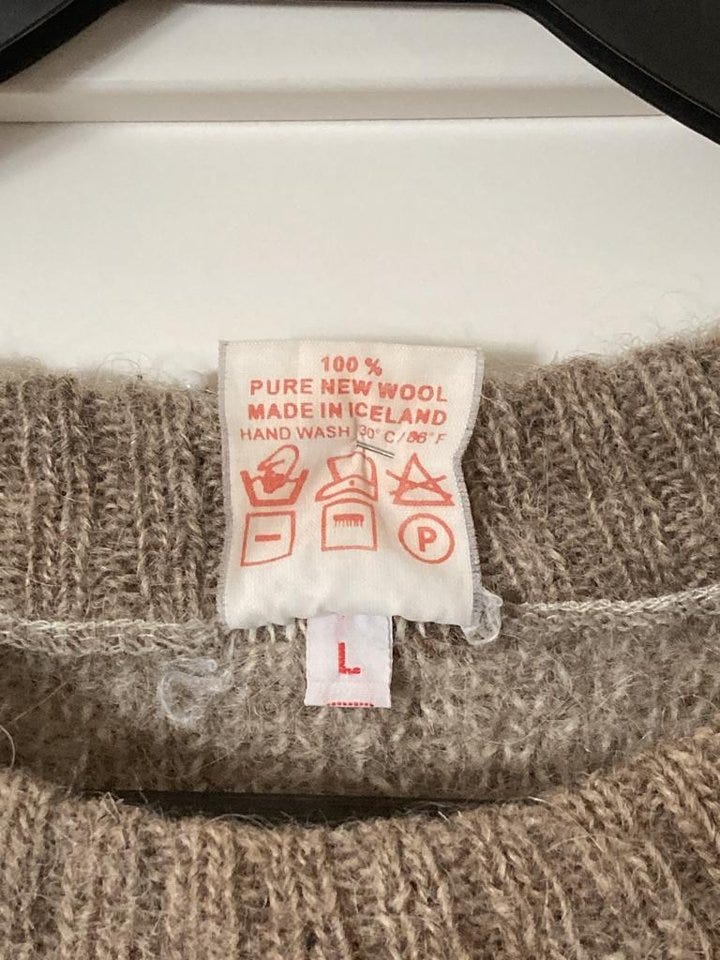 100 %
PURE NEW WOOL
MADE IN ICELAND
HAND WASH 30° C / 86° F
P
L